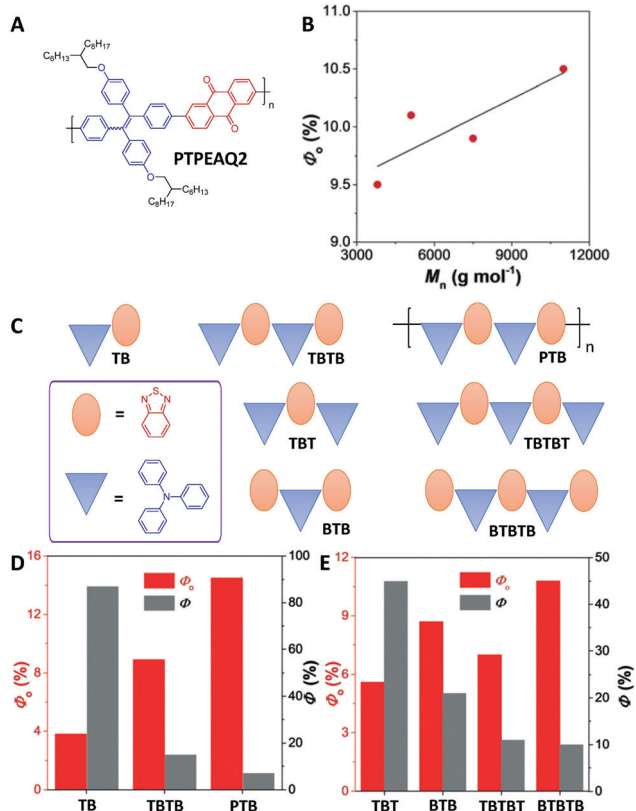 A
C8H17
C6H13
O
O
O
n
PTPEAQ2
O
C6H13
C8H17
B
11.0
10.5
10.0
9.5
9.0
Φo (%)
3000 6000 9000 12000
Mn (g mol-1)
C
TB
TBTB
PTB
n
=
S
N N
=
N
TBT
TBTBT
BTB
BTBTB
D
16
12
8
4
0
Φo (%)
Φo
Φ
100
80
60
40
20
0
Φ (%)
TB TBTB PTB
E
12
9
6
3
0
Φo (%)
Φo
Φ
50
40
30
20
10
0
Φ (%)
TBT BTB TBTBT BTBTB